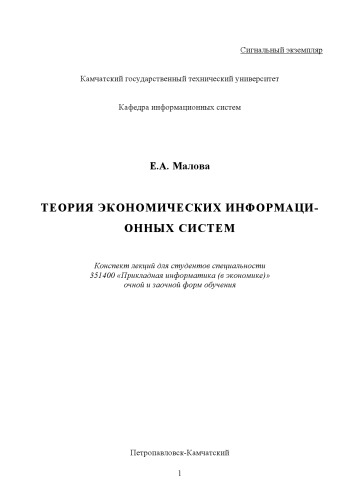 Сигнальный экземпляр
Камчатский государственный технический университет
Кафедра информационных систем
Е.А. Малова
ТЕОРИЯ ЭКОНОМИЧЕСКИХ ИНФОРМАЦИ-
ОННЫХ СИСТЕМ
Конспект лекций для студентов специальности
351400 «Прикладная информатика (в экономике)»
очной и заочной форм обучения
Петропавловск-Камчатский
1